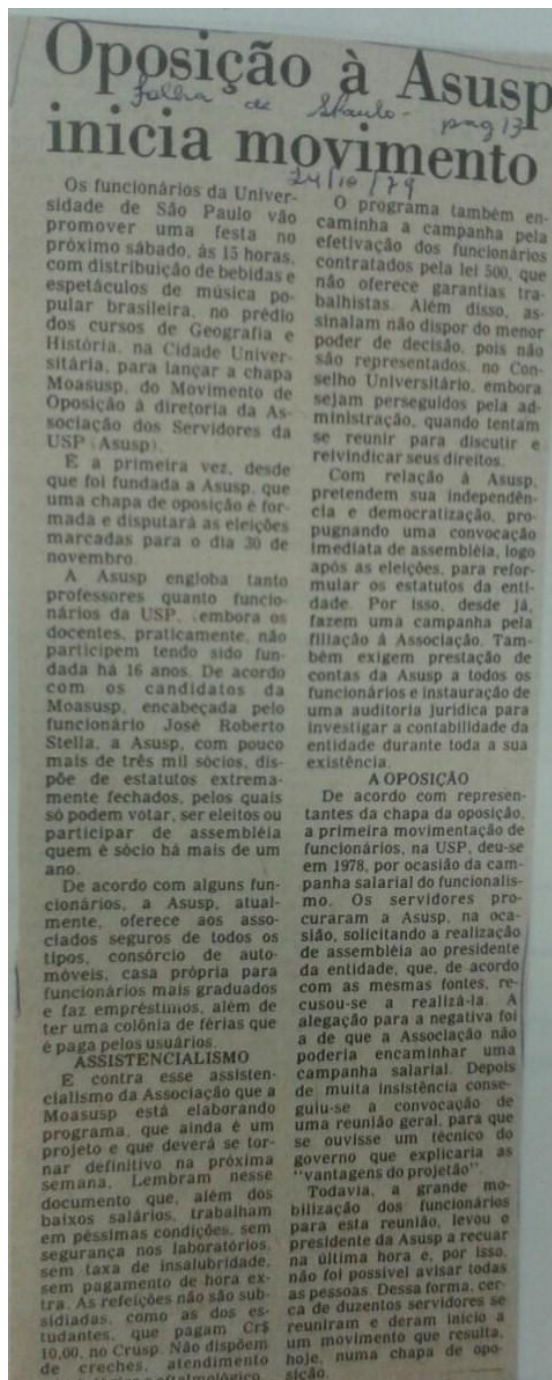 Oposição à Asusp
inicia movimento
Folha de S Paulo - pag 13
24/10/79
Os funcionários da Univer-
sidade de São Paulo vão
promover uma festa no
próximo sábado, às 15 horas,
com distribuição de bebidas e
espetáculos de música po-
pular brasileira, no prédio
dos cursos de Geografia e
História, na Cidade Univer-
sitária, para lançar a chapa
Moasusp, do Movimento de
Oposição à diretoria da As-
sociação dos Servidores da
USP (Asusp).
É a primeira vez, desde
que foi fundada a Asusp, que
uma chapa de oposição é for-
mada e disputará as eleições
marcadas para o dia 30 de
novembro.
A Asusp engloba tanto
professores quanto funcio-
nários da USP, embora os
docentes, praticamente, não
participem tendo sido fun-
dada há 16 anos. De acordo
com os candidatos da
Moasusp, encabeçada pelo
funcionário José Roberto
Stella, a Asusp, com pouco
mais de três mil sócios, dis-
põe de estatutos extrema-
mente fechados, pelos quais
só podem votar, ser eleitos ou
participar de assembléia
quem é sócio há mais de um
ano.
De acordo com alguns fun-
cionários, a Asusp, atual-
mente, oferece aos asso-
ciados seguros de todos os
tipos, consórcio de auto-
móveis, casa própria para
funcionários mais graduados
e faz empréstimos, além de
ter uma colônia de férias que
é paga pelos usuários.
ASSISTENCIALISMO
E contra esse assisten-
cialismo da Associação que a
Moasusp está elaborando
programa, que ainda é um
projeto e que deverá se tor-
nar definitivo na próxima
semana. Lembram nesse
documento que, além dos
baixos salários, trabalham
em péssimas condições, sem
segurança nos laboratórios,
sem taxa de insalubridade,
sem pagamento de hora ex-
tra. As refeições não são sub-
sidiadas, como as dos es-
tudantes, que pagam Cr$
10,00, no Crusp. Não dispõem
de creches, atendimento
O programa também en-
caminha a campanha pela
efetivação dos funcionários
contratados pela lei 500, que
não oferece garantias tra-
balhistas. Além disso, as-
sinalam não dispor do menor
poder de decisão, pois não
são representados, no Con-
selho Universitário, embora
sejam perseguidos pela ad-
ministração, quando tentam
se reunir para discutir e
reivindicar seus direitos.
Com relação à Asusp,
pretendem sua independên-
cia e democratização, pro-
pugnando uma convocação
imediata de assembléia, logo
após as eleições, para refor-
mular os estatutos da enti-
dade. Por isso, desde já,
fazem uma campanha pela
filiação à Associação. Tam-
bém exigem prestação de
contas da Asusp a todos os
funcionários e instauração de
uma auditoria jurídica para
investigar a contabilidade da
entidade durante toda a sua
existência.
A OPOSIÇÃO
De acordo com represen-
tantes da chapa da oposição,
a primeira movimentação de
funcionários, na USP, deu-se
em 1978, por ocasião da cam-
panha salarial do funcionalis-
mo. Os servidores pro-
curaram a Asusp, na oca-
sião, solicitando a realização
de assembléia ao presidente
da entidade, que, de acordo
com as mesmas fontes, re-
cusou-se a realizá-la. A
alegação para a negativa foi
a de que a Associação não
poderia encaminhar uma
campanha salarial. Depois
de muita insistência conse-
guiu-se a convocação de
uma reunião geral, para que
se ouvisse um técnico do
governo que explicaria as
"vantagens do projetão".
Todavia, a grande mo-
bilização dos funcionários
para esta reunião, levou o
presidente da Asusp a recuar
na última hora e, por isso,
não foi possível avisar todas
as pessoas. Dessa forma, cer-
ca de duzentos servidores se
reuniram e deram início a
um movimento que resulta,
hoje, numa chapa de opo-
sição.